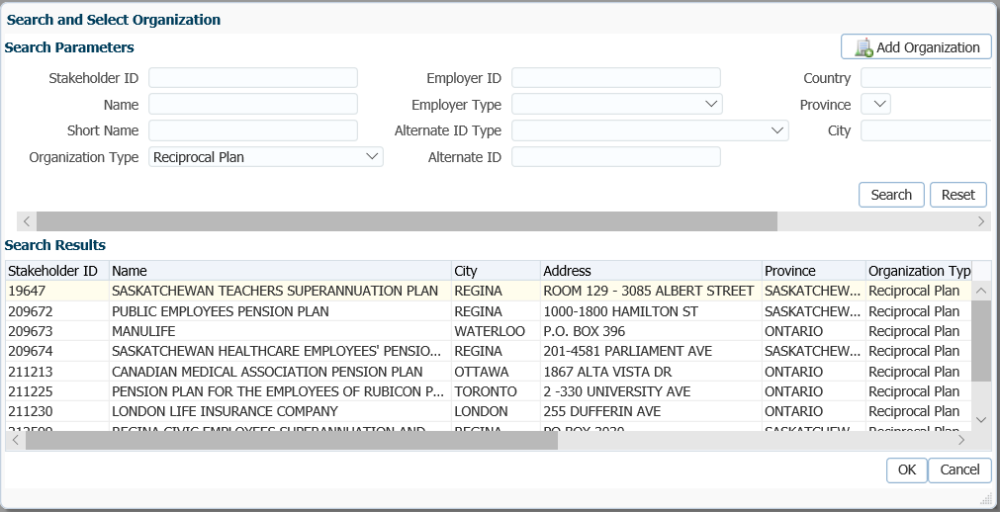 Search and Select Organization
Search Parameters
Add Organization
Stakeholder ID Employer ID Country
Name Employer Type Province
Short Name Alternate ID Type City
Organization Type Reciprocal Plan Alternate ID
Search Reset
Search Results
Stakeholder ID Name City Address Province Organization Typ
19647 SASKATCHEWAN TEACHERS SUPERANNUATION PLAN REGINA ROOM 129 - 3085 ALBERT STREET SASKATCHEW... Reciprocal Plan
209672 PUBLIC EMPLOYEES PENSION PLAN REGINA 1000-1800 HAMILTON ST SASKATCHEW... Reciprocal Plan
209673 MANULIFE WATERLOO P.O. BOX 396 ONTARIO Reciprocal Plan
209674 SASKATCHEWAN HEALTHCARE EMPLOYEES' PENSIO... REGINA 201-4581 PARLIAMENT AVE SASKATCHEW... Reciprocal Plan
211213 CANADIAN MEDICAL ASSOCIATION PENSION PLAN OTTAWA 1867 ALTA VISTA DR ONTARIO Reciprocal Plan
211225 PENSION PLAN FOR THE EMPLOYEES OF RUBICON P... TORONTO 2 -330 UNIVERSITY AVE ONTARIO Reciprocal Plan
211230 LONDON LIFE INSURANCE COMPANY LONDON 255 DUFFERIN AVE ONTARIO Reciprocal Plan
REGINA CIVIC EMPLOYEES SUPERANNUATION AND REGINA PO BOX SASKATCHEW... Reciprocal Plan
OK Cancel